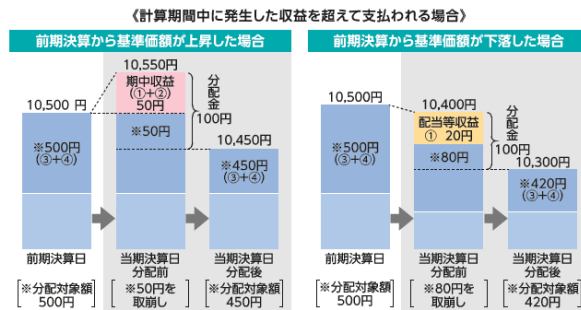 《計算期間中に発生した収益を超えて支払われる場合》
前期決算から基準価額が上昇した場合
10,550円
期中収益
(①+②)
50円
分配金
100円
10,500 円
※500円
(③+④)
※50円
10,450円
※450円
(③+④)
前期決算日
当期決算日
分配前
当期決算日
分配後
※分配対象額
500円
※50円を
取崩し
※分配対象額
450円
前期決算から基準価額が下落した場合
10,500円
※500円
(③+④)
10,400円
配当等収益
① 20円
分配金
100円
※80円
10,300円
※420円
(③+④)
前期決算日
当期決算日
分配前
当期決算日
分配後
※分配対象額
500円
※80円を
取崩し
※分配対象額
420円